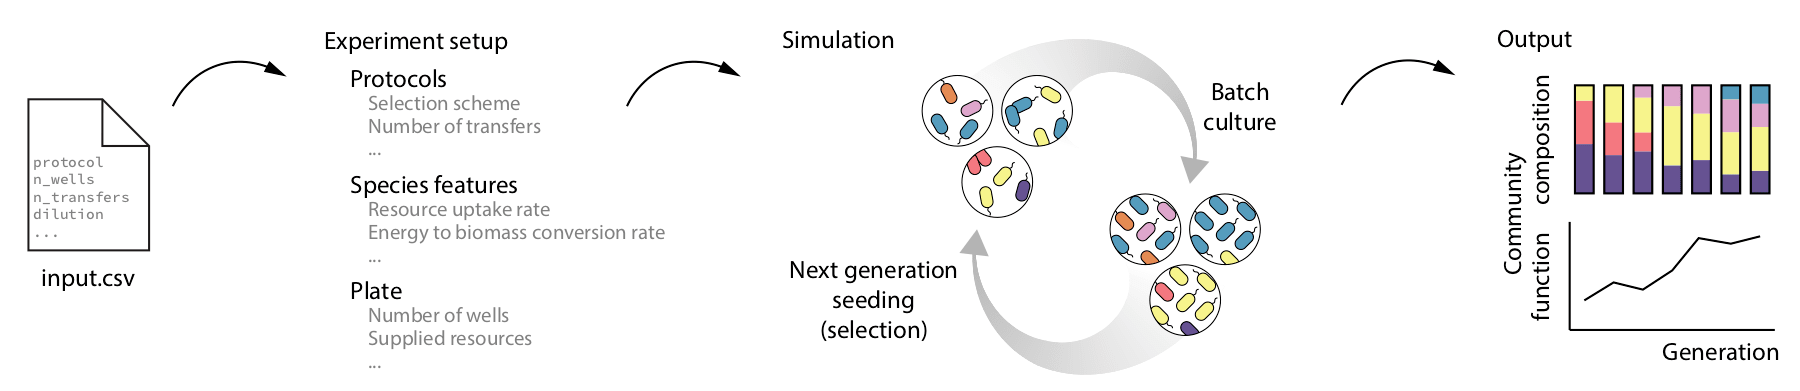 protocol
n_wells
n_transfers
dilution
...
input.csv
Experiment setup
Protocols
Selection scheme
Number of transfers
...
Species features
Resource uptake rate
Energy to biomass conversion rate
...
Plate
Number of wells
Supplied resources
...
Simulation
Batch
culture
Next generation
seeding
(selection)
Output
Community
composition
function
Generation